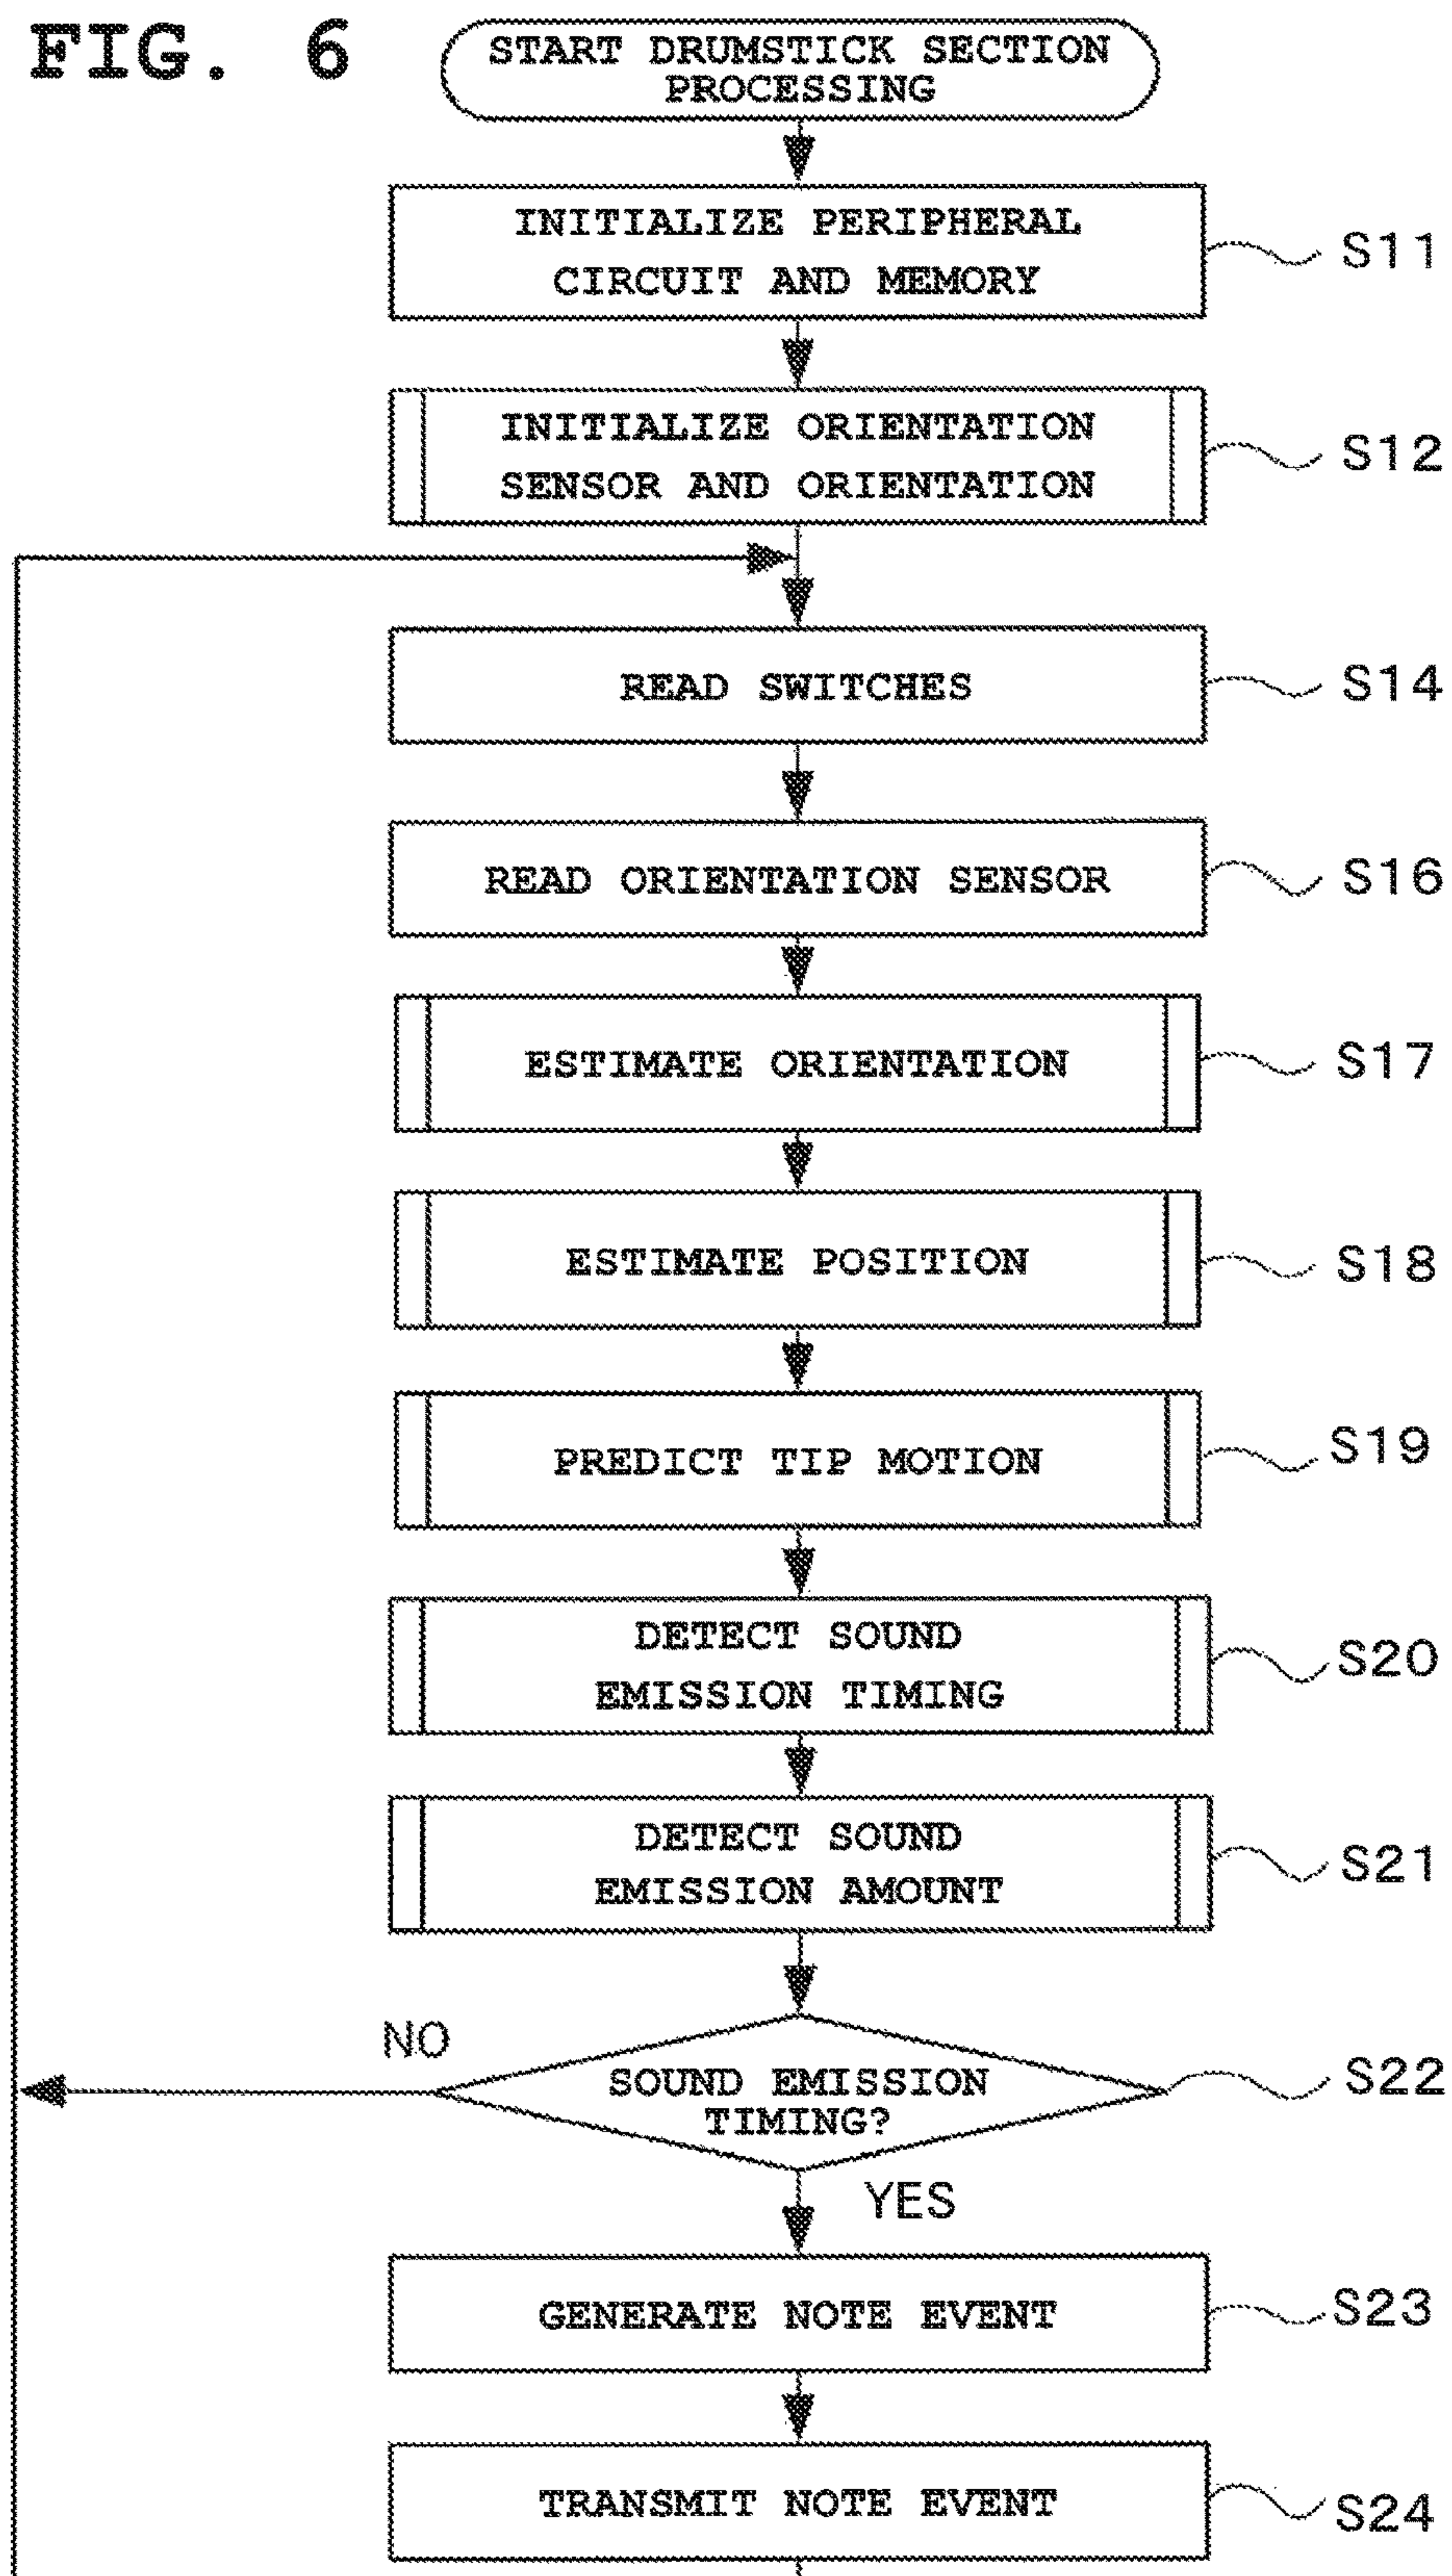 FIG. 6
START DRUMSTICK SECTION
PROCESSING
INITIALIZE PERIPHERAL
CIRCUIT AND MEMORY
S11
INITIALIZE ORIENTATION
SENSOR AND ORIENTATION
S12
READ SWITCHES
S14
READ ORIENTATION SENSOR
S16
ESTIMATE ORIENTATION
S17
ESTIMATE POSITION
S18
PREDICT TIP MOTION
S19
DETECT SOUND
EMISSION TIMING
S20
DETECT SOUND
EMISSION AMOUNT
S21
NO
SOUND EMISSION
TIMING?
S22
YES
GENERATE NOTE EVENT
S23
TRANSMIT NOTE EVENT
S24